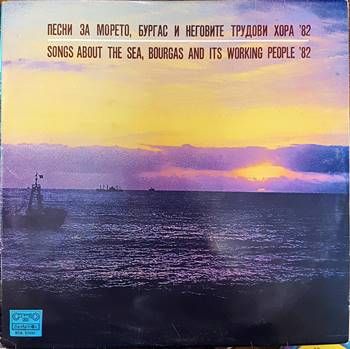 ПЕСНИ ЗА МОРЕТО, БУРГАС И НЕГОВИТЕ ТРУДОВИ ХОРА '82
SONGS ABOUT THE SEA, BOURGAS AND ITS WORKING PEOPLE '82